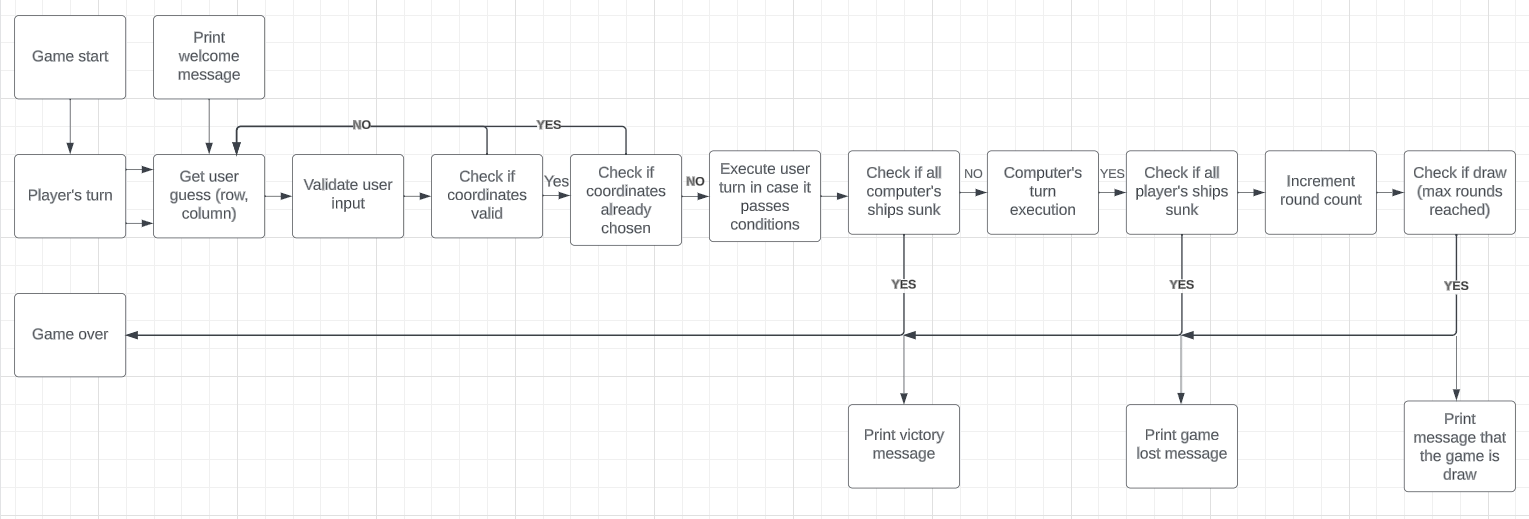 Game start
Print
welcome
message
NO
YES
Player's turn
Get user
guess (row,
column)
Validate user
input
Check if
coordinates
valid
Yes
Check if
coordinates
already
chosen
NO
Execute user
turn in case it
passes
conditions
Check if all
computer's
ships sunk
NO
Computer's
turn
execution
YES
Check if all
player's ships
sunk
Increment
round count
Check if draw
(max rounds
reached)
YES
YES
YES
Game over
Print victory
message
Print game
lost message
Print
message that
the game is
draw